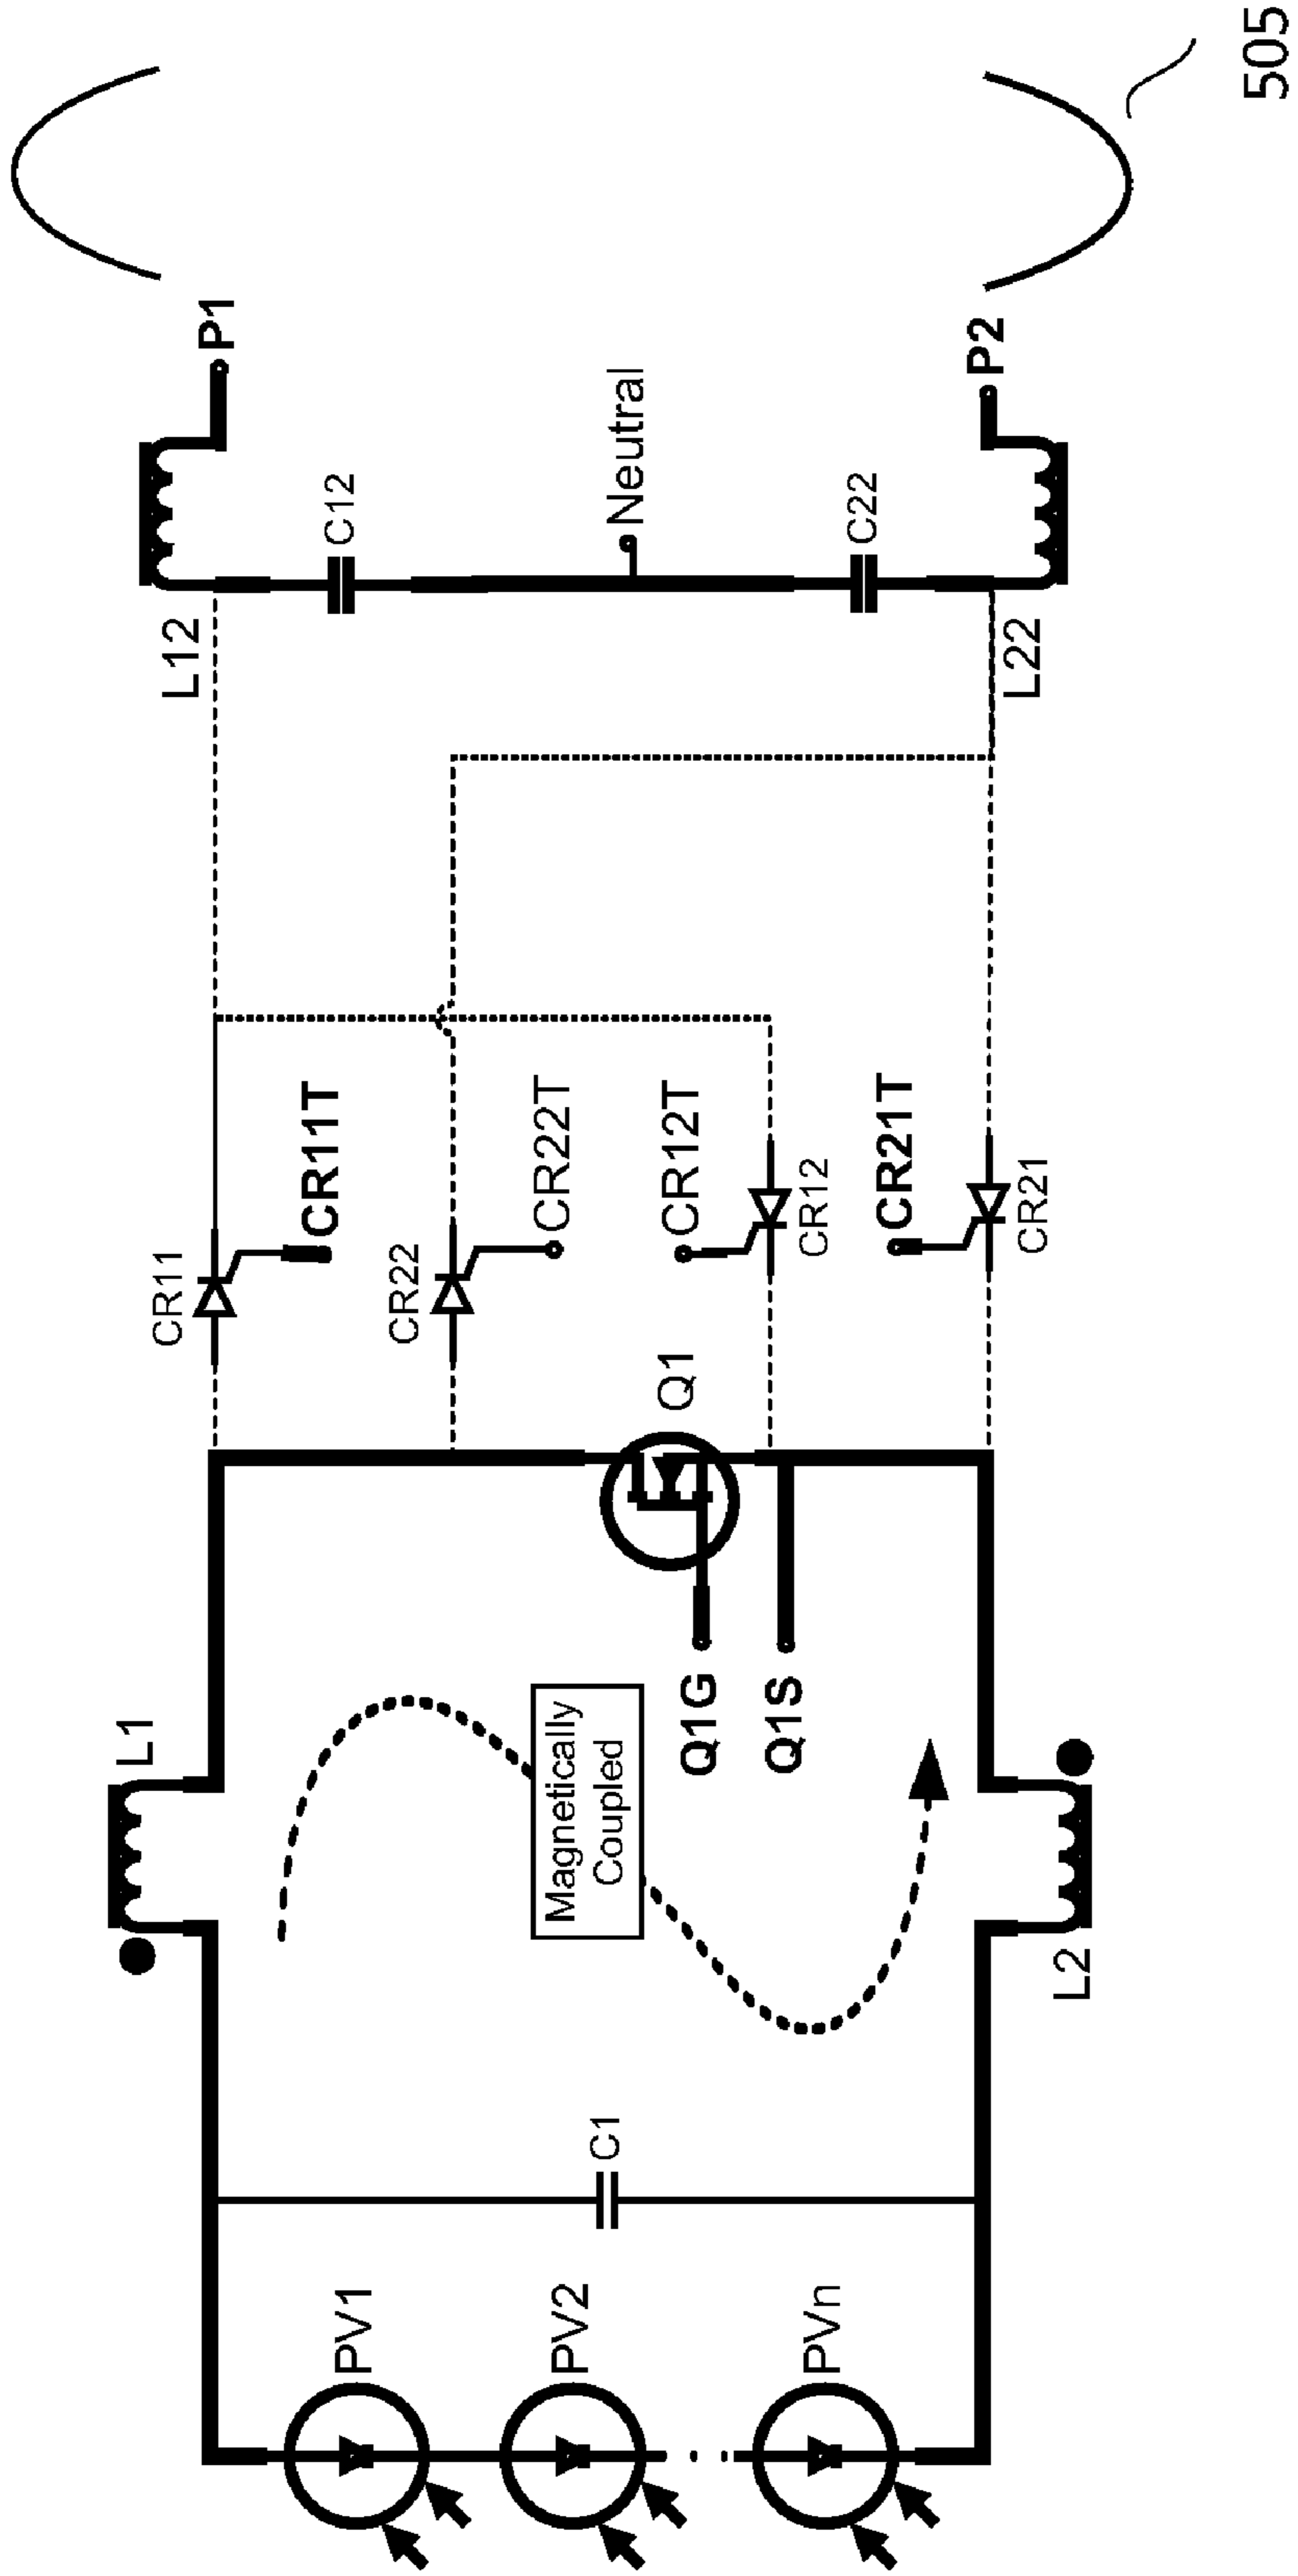 L1
L2
PV1
PV2
PVn
C1
Magnetically
Coupled
Q1G
Q1S
Q1
CR11
CR11T
CR22
CR22T
CR12T
CR12
CR21T
CR21
L12
L22
C12
C22
Neutral
P1
P2
505